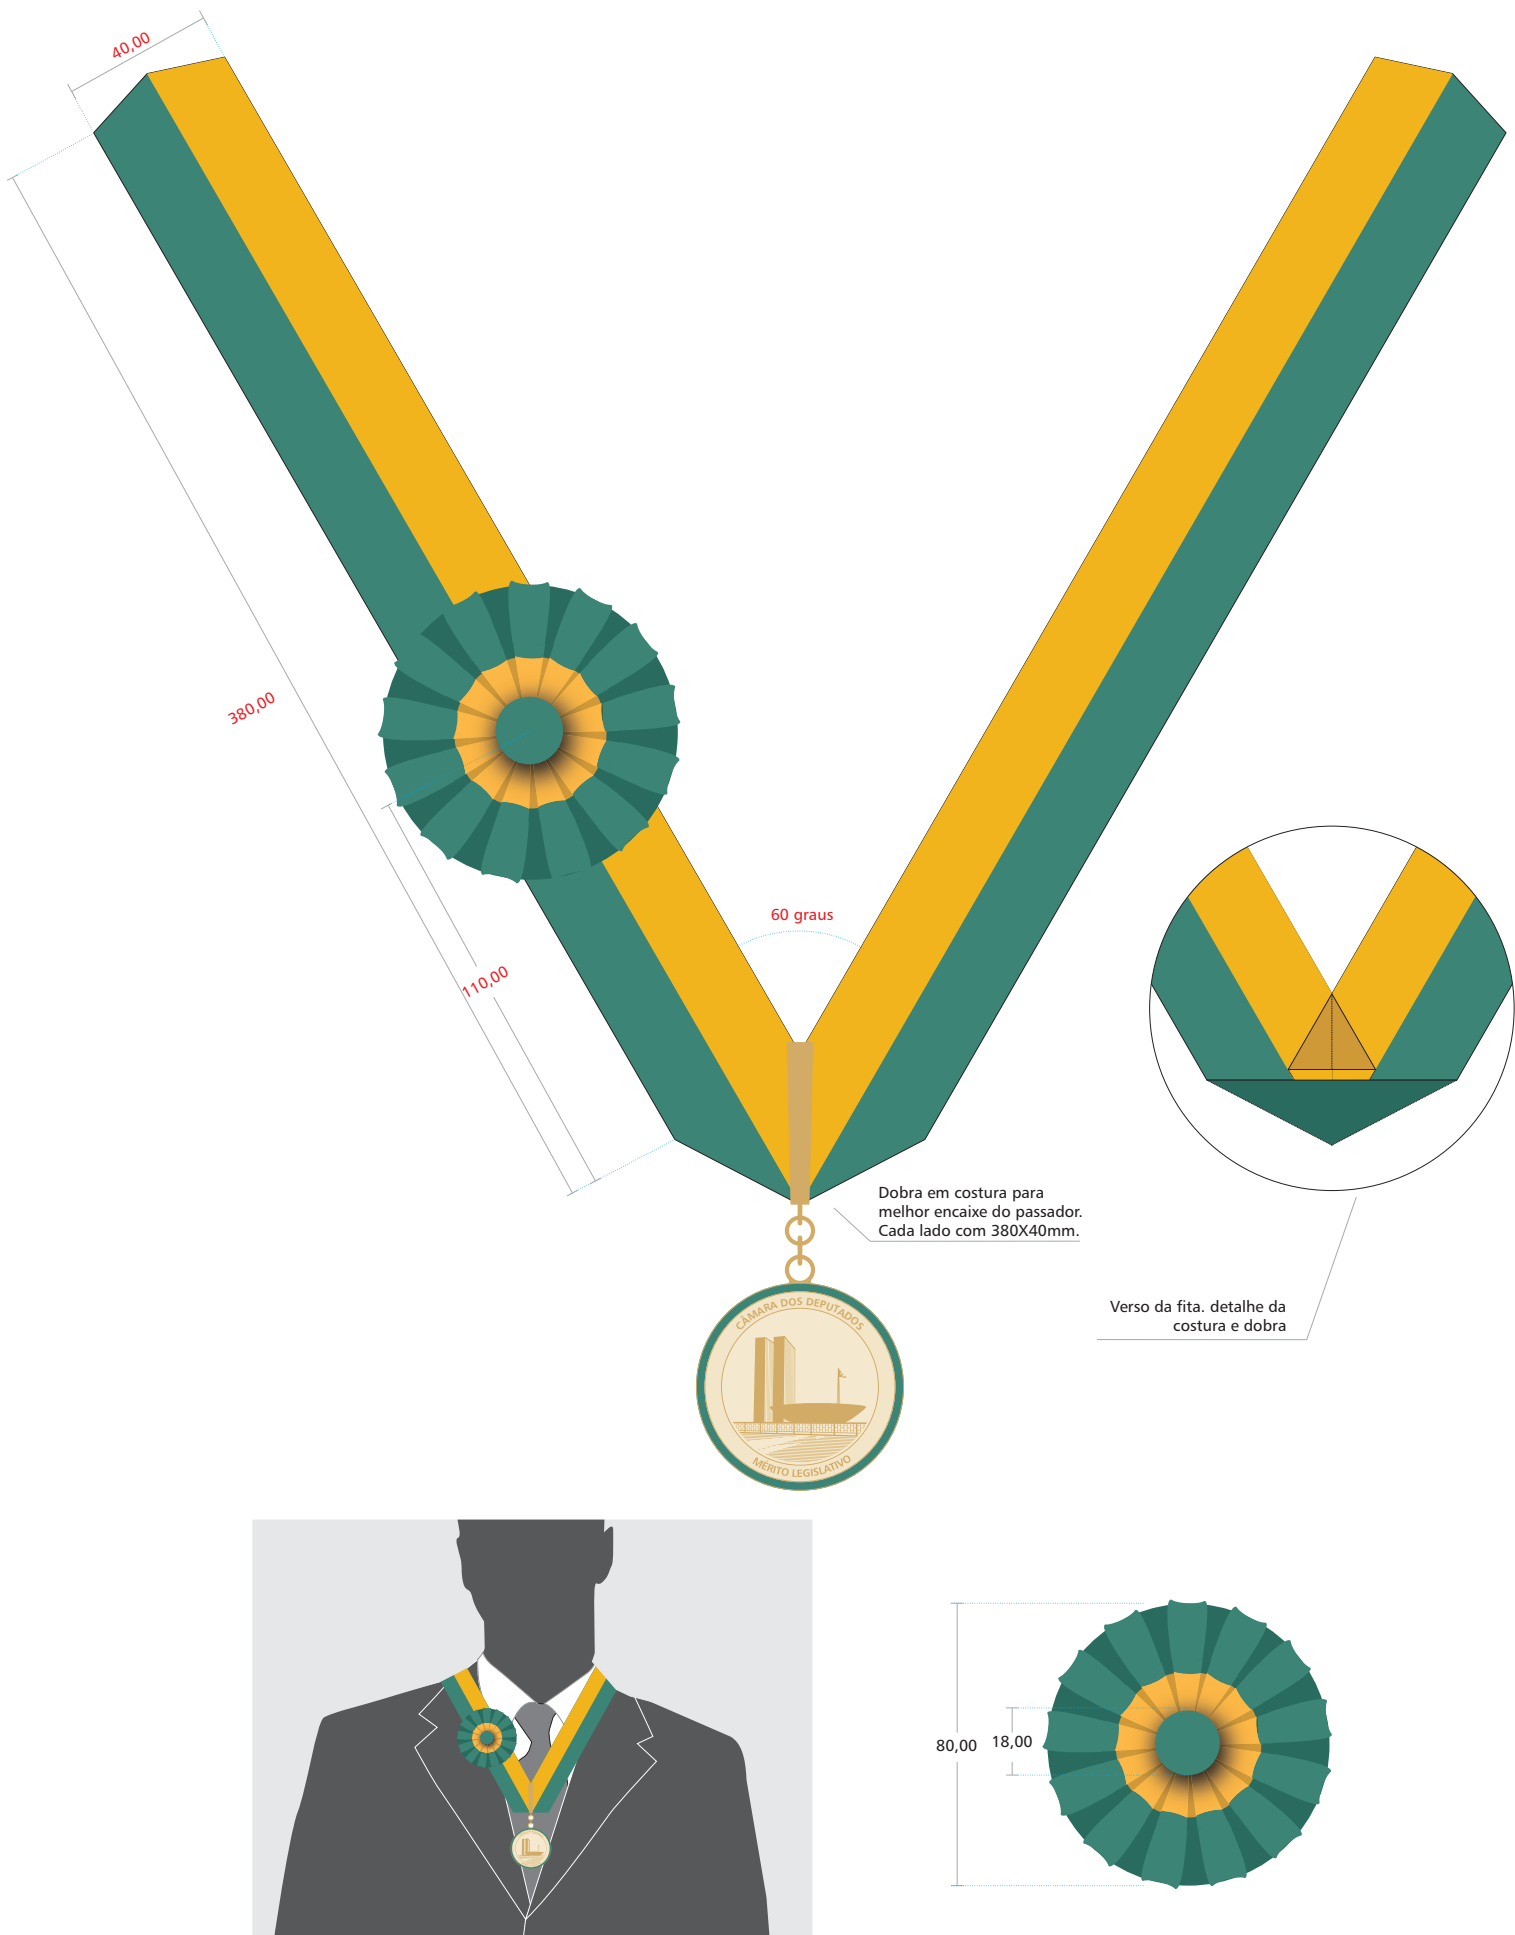 40,00
380,00
110,00
60 graus
Dobra em costura para
melhor encaixe do passador.
Cada lado com 380X40mm.
Verso da fita. detalhe da
costura e dobra
CÂMARA DOS DEPUTADOS
MÉRITO LEGISLATIVO
80,00
18,00